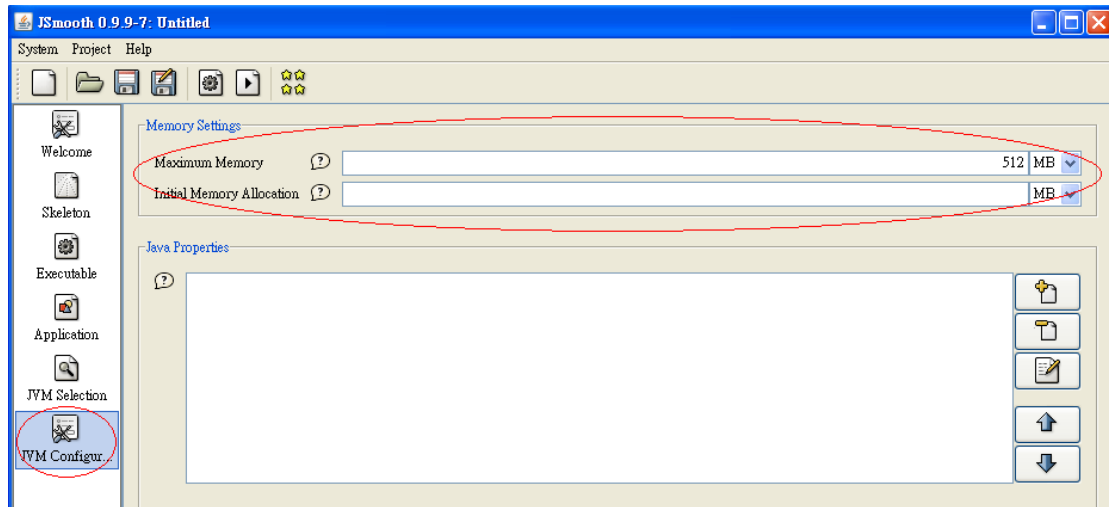 JSmooth 0.9.9-7: Untitled
System Project Help
Welcome
Skeleton
Executable
Application
JVM Selection
JVM Configur...
Memory Settings
Maximum Memory ? 512 MB
Initial Memory Allocation ? MB
Java Properties
?